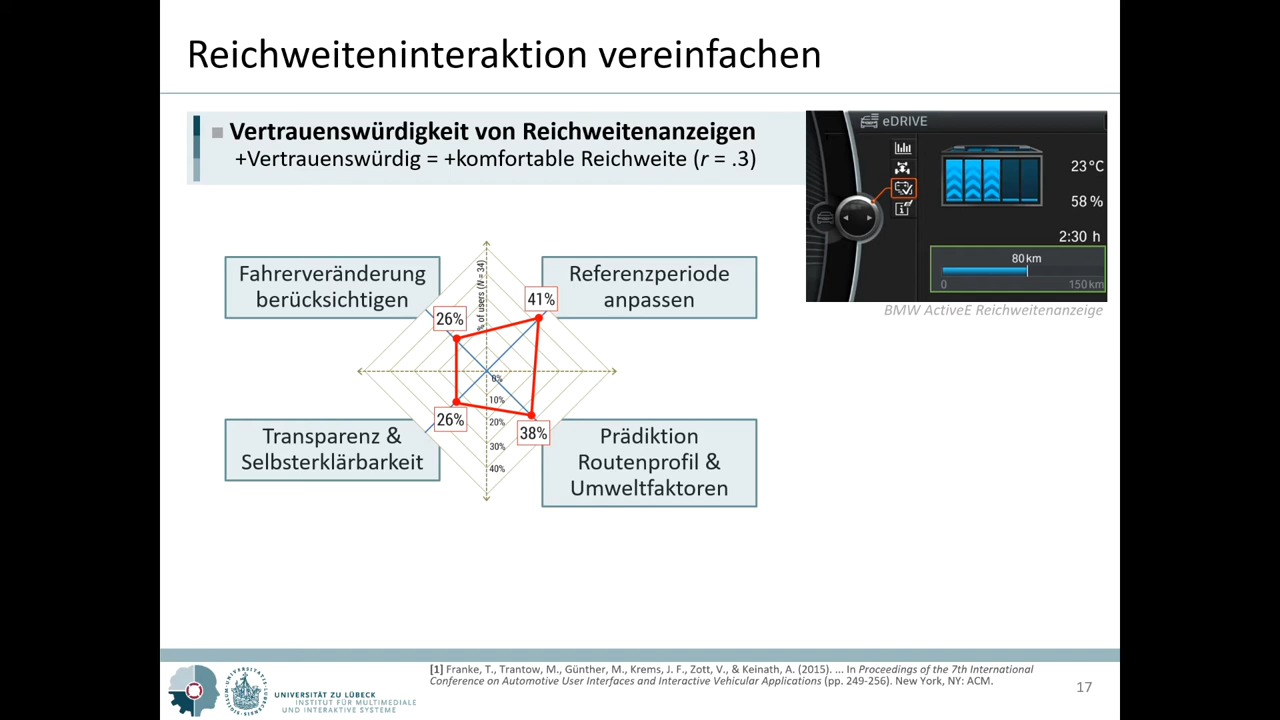 Reichweiteninteraktion vereinfachen
Vertrauenswürdigkeit von Reichweitenanzeigen
+Vertrauenswürdig = +komfortable Reichweite (r = .3)
eDRIVE
23 °C
58 %
2:30 h
80 km
0
150 km
BMW ActiveE Reichweitenanzeige
Fahrerveränderung
berücksichtigen
Referenzperiode
anpassen
% of users (N = 34)
41%
26%
0%
10%
20%
30%
40%
26%
38%
Transparenz &
Selbsterklärbarkeit
Prädiktion
Routenprofil &
Umweltfaktoren
UNIVERSITÄT ZU LÜBECK
INSTITUT FÜR MULTIMEDIALE
UND INTERAKTIVE SYSTEME
[1] Franke, T., Trantow, M., Günther, M., Krems, J. F., Zott, V., & Keinath, A. (2015). ... In Proceedings of the 7th International
Conference on Automotive User Interfaces and Interactive Vehicular Applications (pp. 249-256). New York, NY: ACM.
17